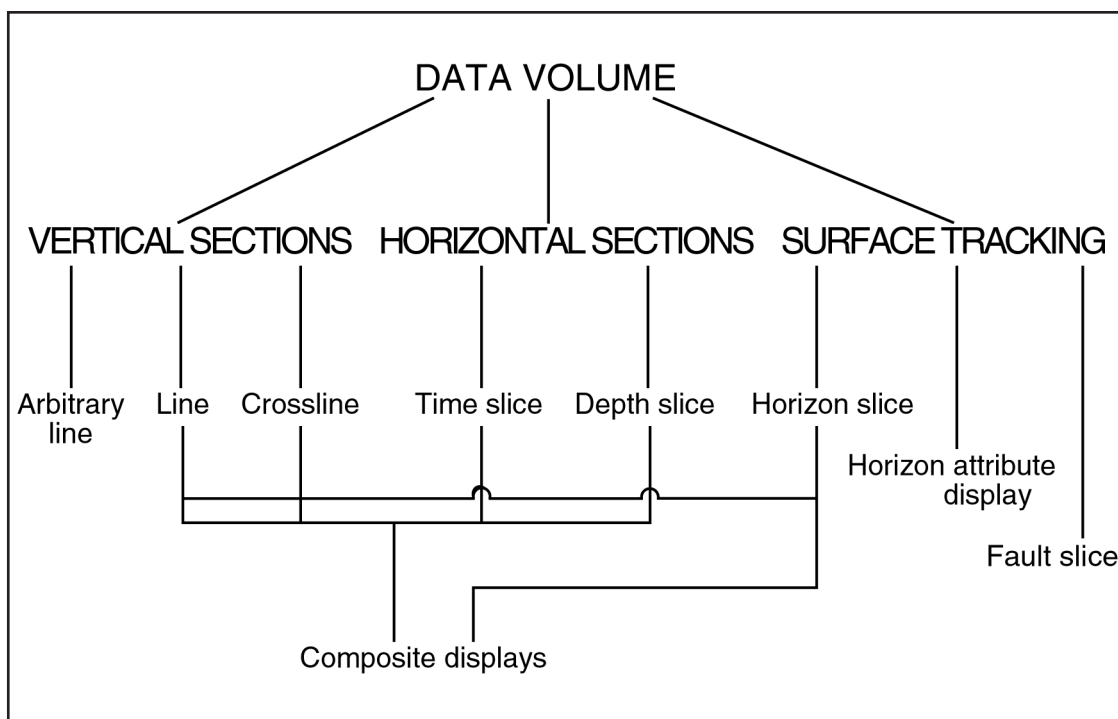 DATA VOLUME
VERTICAL SECTIONS
HORIZONTAL SECTIONS
SURFACE TRACKING
Arbitrary
line
Line
Crossline
Time slice
Depth slice
Horizon slice
Horizon attribute
display
Fault slice
Composite displays